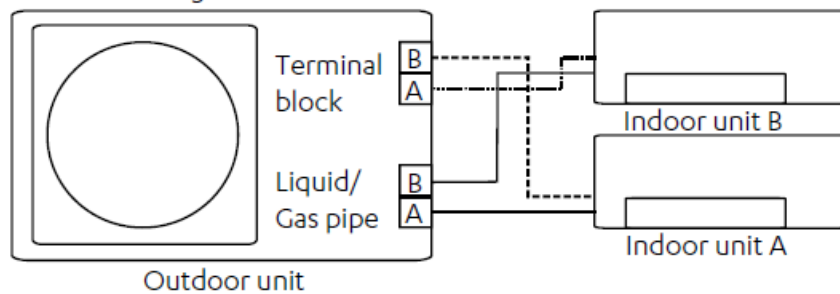 Terminal
block
B
A
Liquid/
Gas pipe
B
A
Outdoor unit
Indoor unit B
Indoor unit A